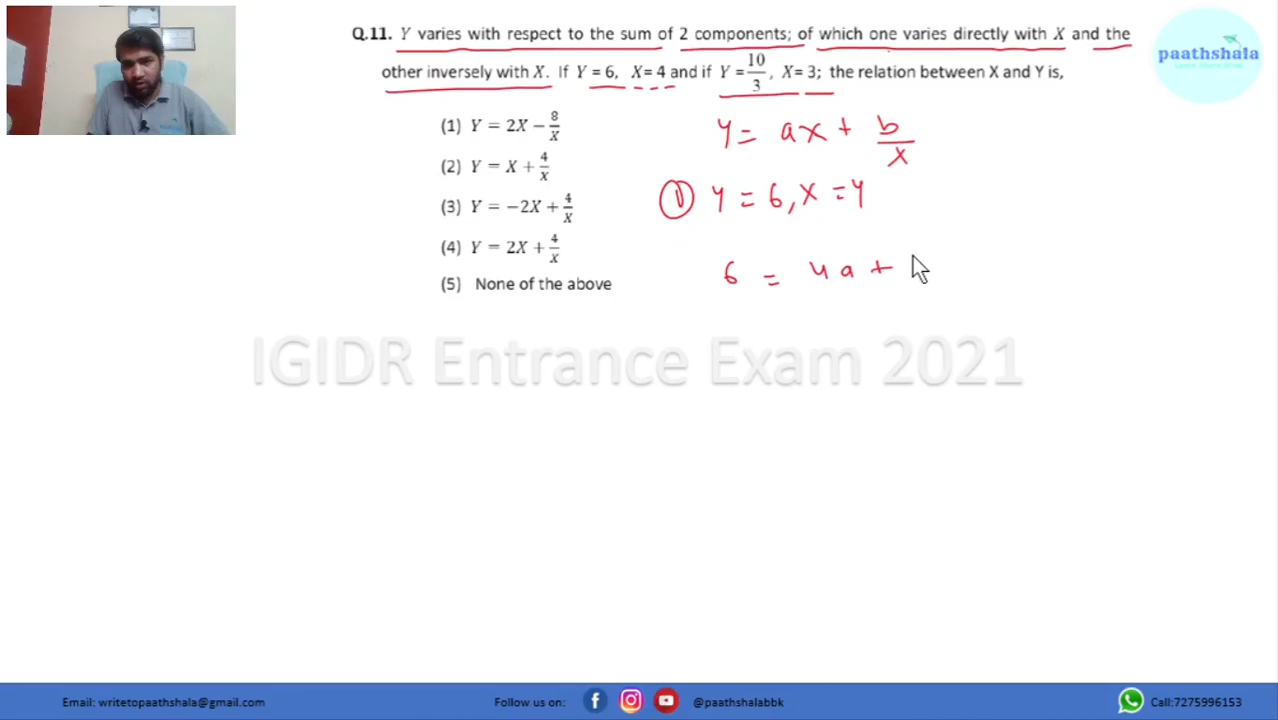 Q.11. Y varies with respect to the sum of 2 components; of which one varies directly with X and the
other inversely with X. If Y = 6, X= 4 and if Y = 10/3, X= 3; the relation between X and Y is,
(1) Y = 2X − 8/X
(2) Y = X + 4/X
(3) Y = −2X + 4/X
(4) Y = 2X + 4/X
(5) None of the above
y = ax + b/x
① y = 6, x = 4
6 = 4a +
paathshala
IGIDR Entrance Exam 2021
Email: writetopaathshala@gmail.com
Follow us on: @paathshalabbk
Call:7275996153